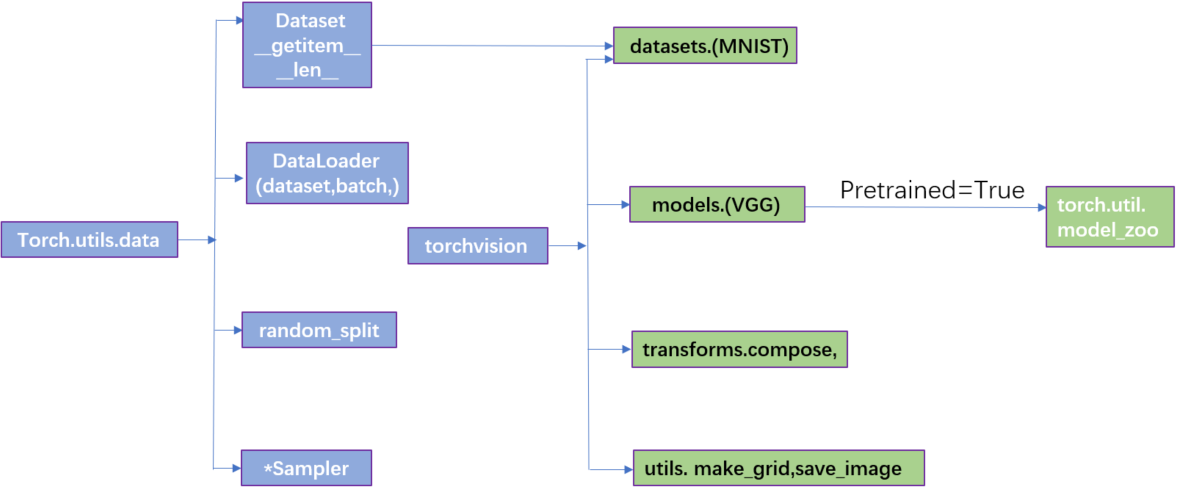 Dataset
__getitem__
__len__
datasets.(MNIST)
DataLoader
(dataset,batch,)
Pretrained=True
models.(VGG)
torch.util.
model_zoo
Torch.utils.data
torchvision
random_split
transforms.compose,
*Sampler
utils. make_grid,save_image